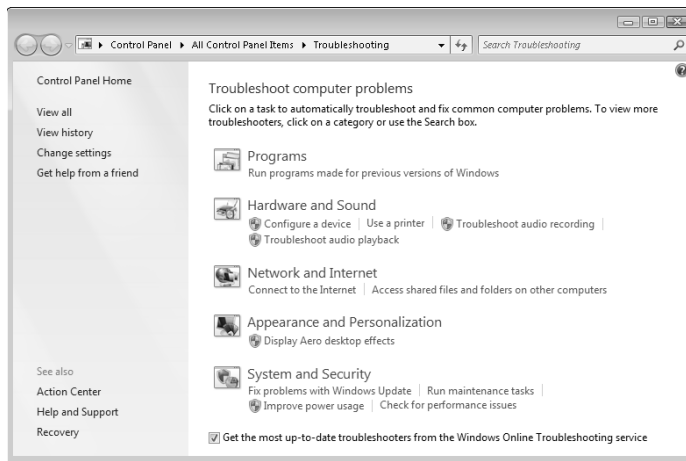 Control Panel ▸ All Control Panel Items ▸ Troubleshooting
Search Troubleshooting
Control Panel Home
View all
View history
Change settings
Get help from a friend
See also
Action Center
Help and Support
Recovery
Troubleshoot computer problems
Click on a task to automatically troubleshoot and fix common computer problems. To view more
troubleshooters, click on a category or use the Search box.
Programs
Run programs made for previous versions of Windows
Hardware and Sound
Configure a device | Use a printer | Troubleshoot audio recording |
Troubleshoot audio playback
Network and Internet
Connect to the Internet | Access shared files and folders on other computers
Appearance and Personalization
Display Aero desktop effects
System and Security
Fix problems with Windows Update | Run maintenance tasks |
Improve power usage | Check for performance issues
Get the most up-to-date troubleshooters from the Windows Online Troubleshooting service